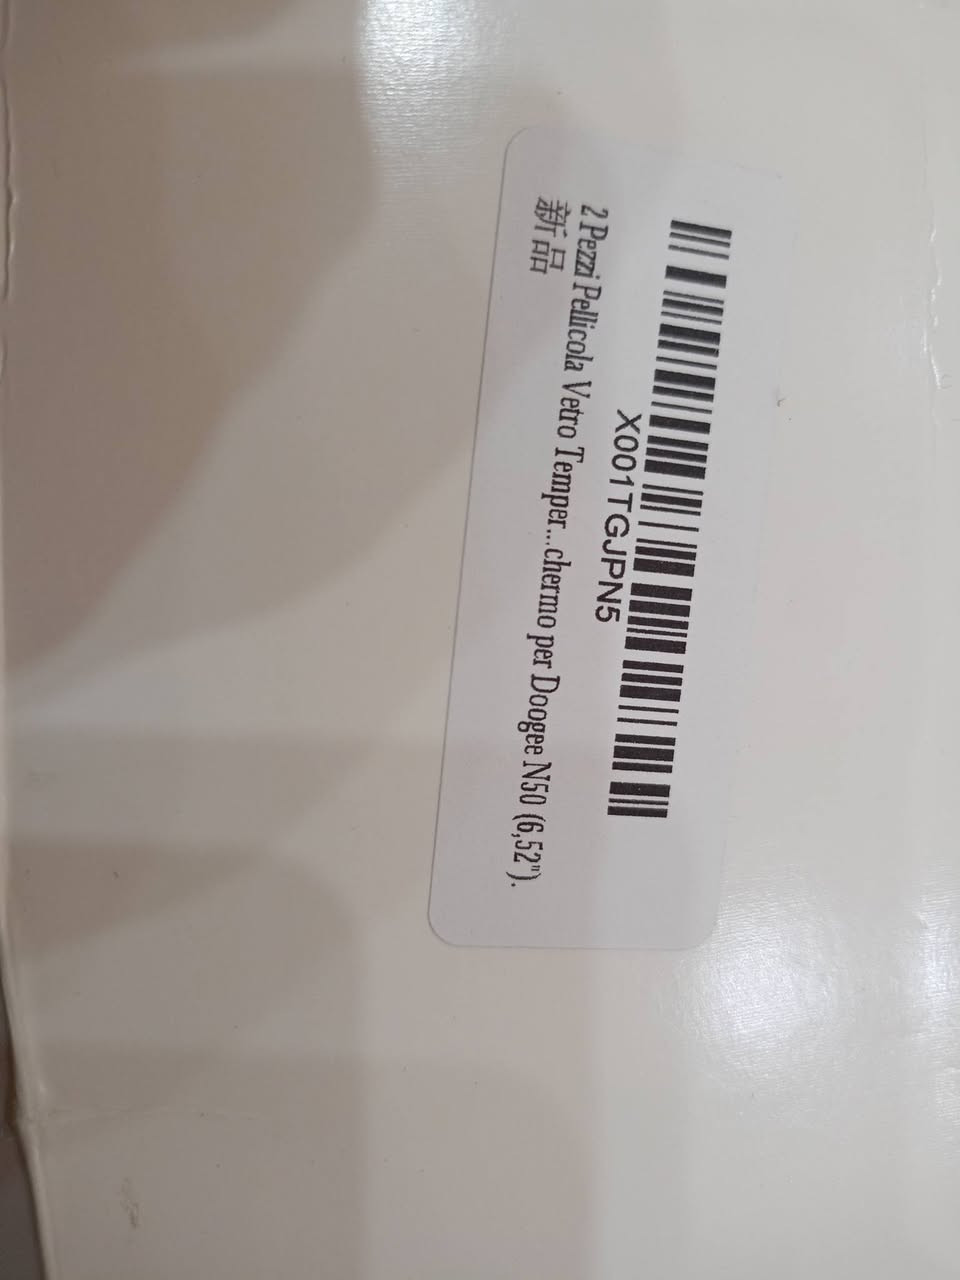 X001TGJPN5
2 Pezzi Pellicola Vetro Temper...chermo per Doogee N50 (6,52").
新品